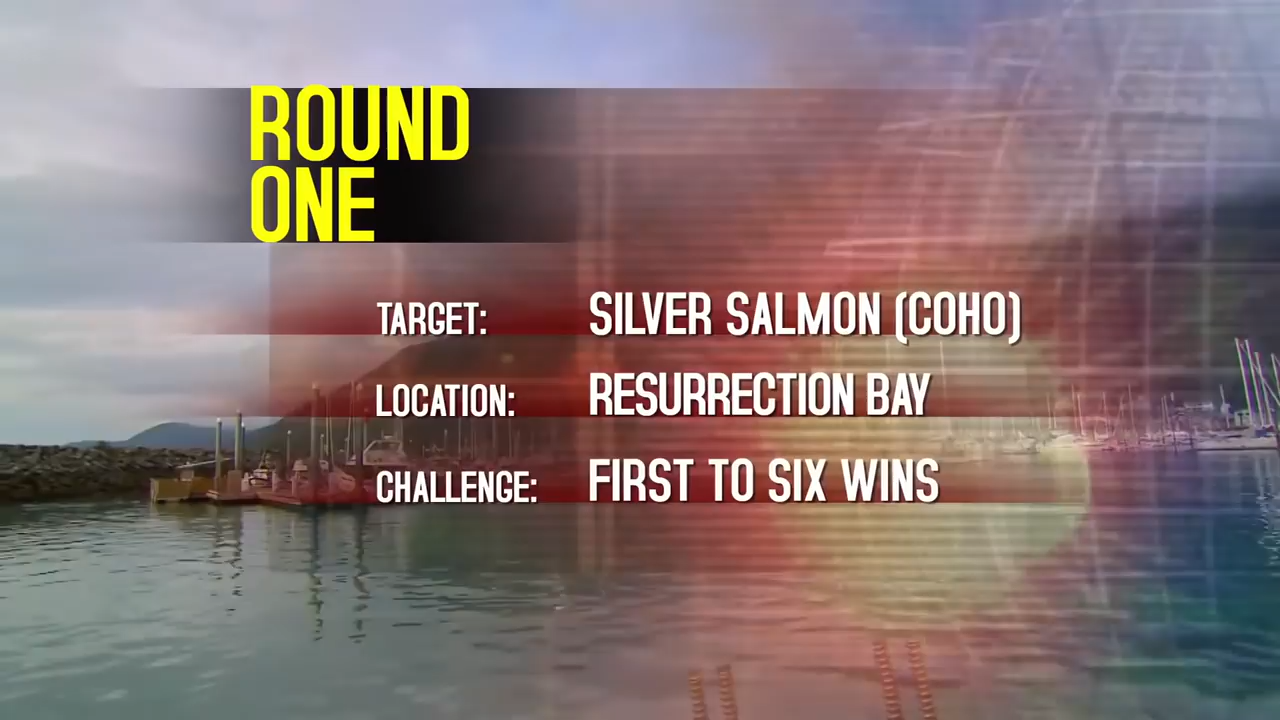 ROUND
ONE
TARGET: SILVER SALMON (COHO)
LOCATION: RESURRECTION BAY
CHALLENGE: FIRST TO SIX WINS